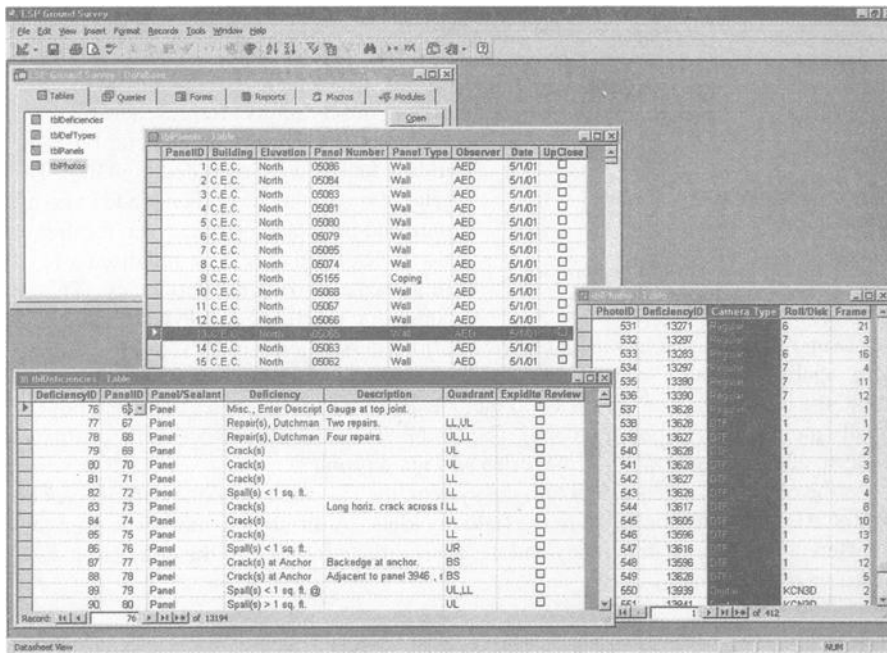 ESP Ground Survey
File Edit View Insert Format Records Tools Window Help
ESP Ground Survey : Database
Tables Queries Forms Reports Macros Modules
tblDeficiencies
tblDefTypes
tblPanels
tblPhotos
Open
tblPanels : Table
PanelID Building Elevation Panel Number Panel Type Observer Date UpClose
1 C.E.C. North 05086 Wall AED 5/1/01
2 C.E.C. North 05084 Wall AED 5/1/01
3 C.E.C. North 05083 Wall AED 5/1/01
4 C.E.C. North 05081 Wall AED 5/1/01
5 C.E.C. North 05080 Wall AED 5/1/01
6 C.E.C. North 05079 Wall AED 5/1/01
7 C.E.C. North 05085 Wall AED 5/1/01
8 C.E.C. North 05074 Wall AED 5/1/01
9 C.E.C. North 05155 Coping AED 5/1/01
10 C.E.C. North 05068 Wall AED 5/1/01
11 C.E.C. North 05067 Wall AED 5/1/01
12 C.E.C. North 05066 Wall AED 5/1/01
13 C.E.C. North Wall AED 5/1/01
14 C.E.C. North 05063 Wall AED 5/1/01
15 C.E.C. North 05062 Wall AED 5/1/01
tblPhotos : Table
PhotoID DeficiencyID Camera Type Roll/Disk Frame
531 13271 Regular 6 21
532 13297 Regular 7 3
533 13283 Regular 6 16
534 13297 Regular 7 4
535 13390 Regular 7 11
536 13390 Regular 7 12
537 13628 Regular 1 1
538 13628 1 1
539 13627 1 7
540 13628 1 2
541 13628 1 3
542 13627 1 6
543 13628 1 4
544 13617 1 8
545 13605 1 10
546 13596 1 13
547 13616 1 7
548 13596 1 12
549 13628 1 5
550 13939 KCN3D 2
551 13941 KCN3D 7
1 of 412
tblDeficiencies : Table
DeficiencyID PanelID Panel/Sealant Deficiency Description Quadrant Expidite Review
76 Panel Misc., Enter Descript Gauge at top joint.
77 67 Panel Repair(s), Dutchman Two repairs. LL,UL
78 68 Panel Repair(s), Dutchman Four repairs. UL,LL
79 69 Panel Crack(s) UL
80 70 Panel Crack(s) UL
81 71 Panel Crack(s) LL
82 72 Panel Spall(s) < 1 sq. ft. LL
83 73 Panel Crack(s) Long horiz. crack across LL
84 74 Panel Crack(s) LL
85 75 Panel Crack(s) LL
86 76 Panel Spall(s) < 1 sq. ft. UR
87 77 Panel Crack(s) at Anchor Backedge at anchor. BS
88 78 Panel Crack(s) at Anchor Adjacent to panel 3946 , BS
89 79 Panel Spall(s) < 1 sq. ft. @ UL,LL
90 80 Panel Spall(s) > 1 sq. ft. UL
Record: 76 of 13194
Datasheet View NUM